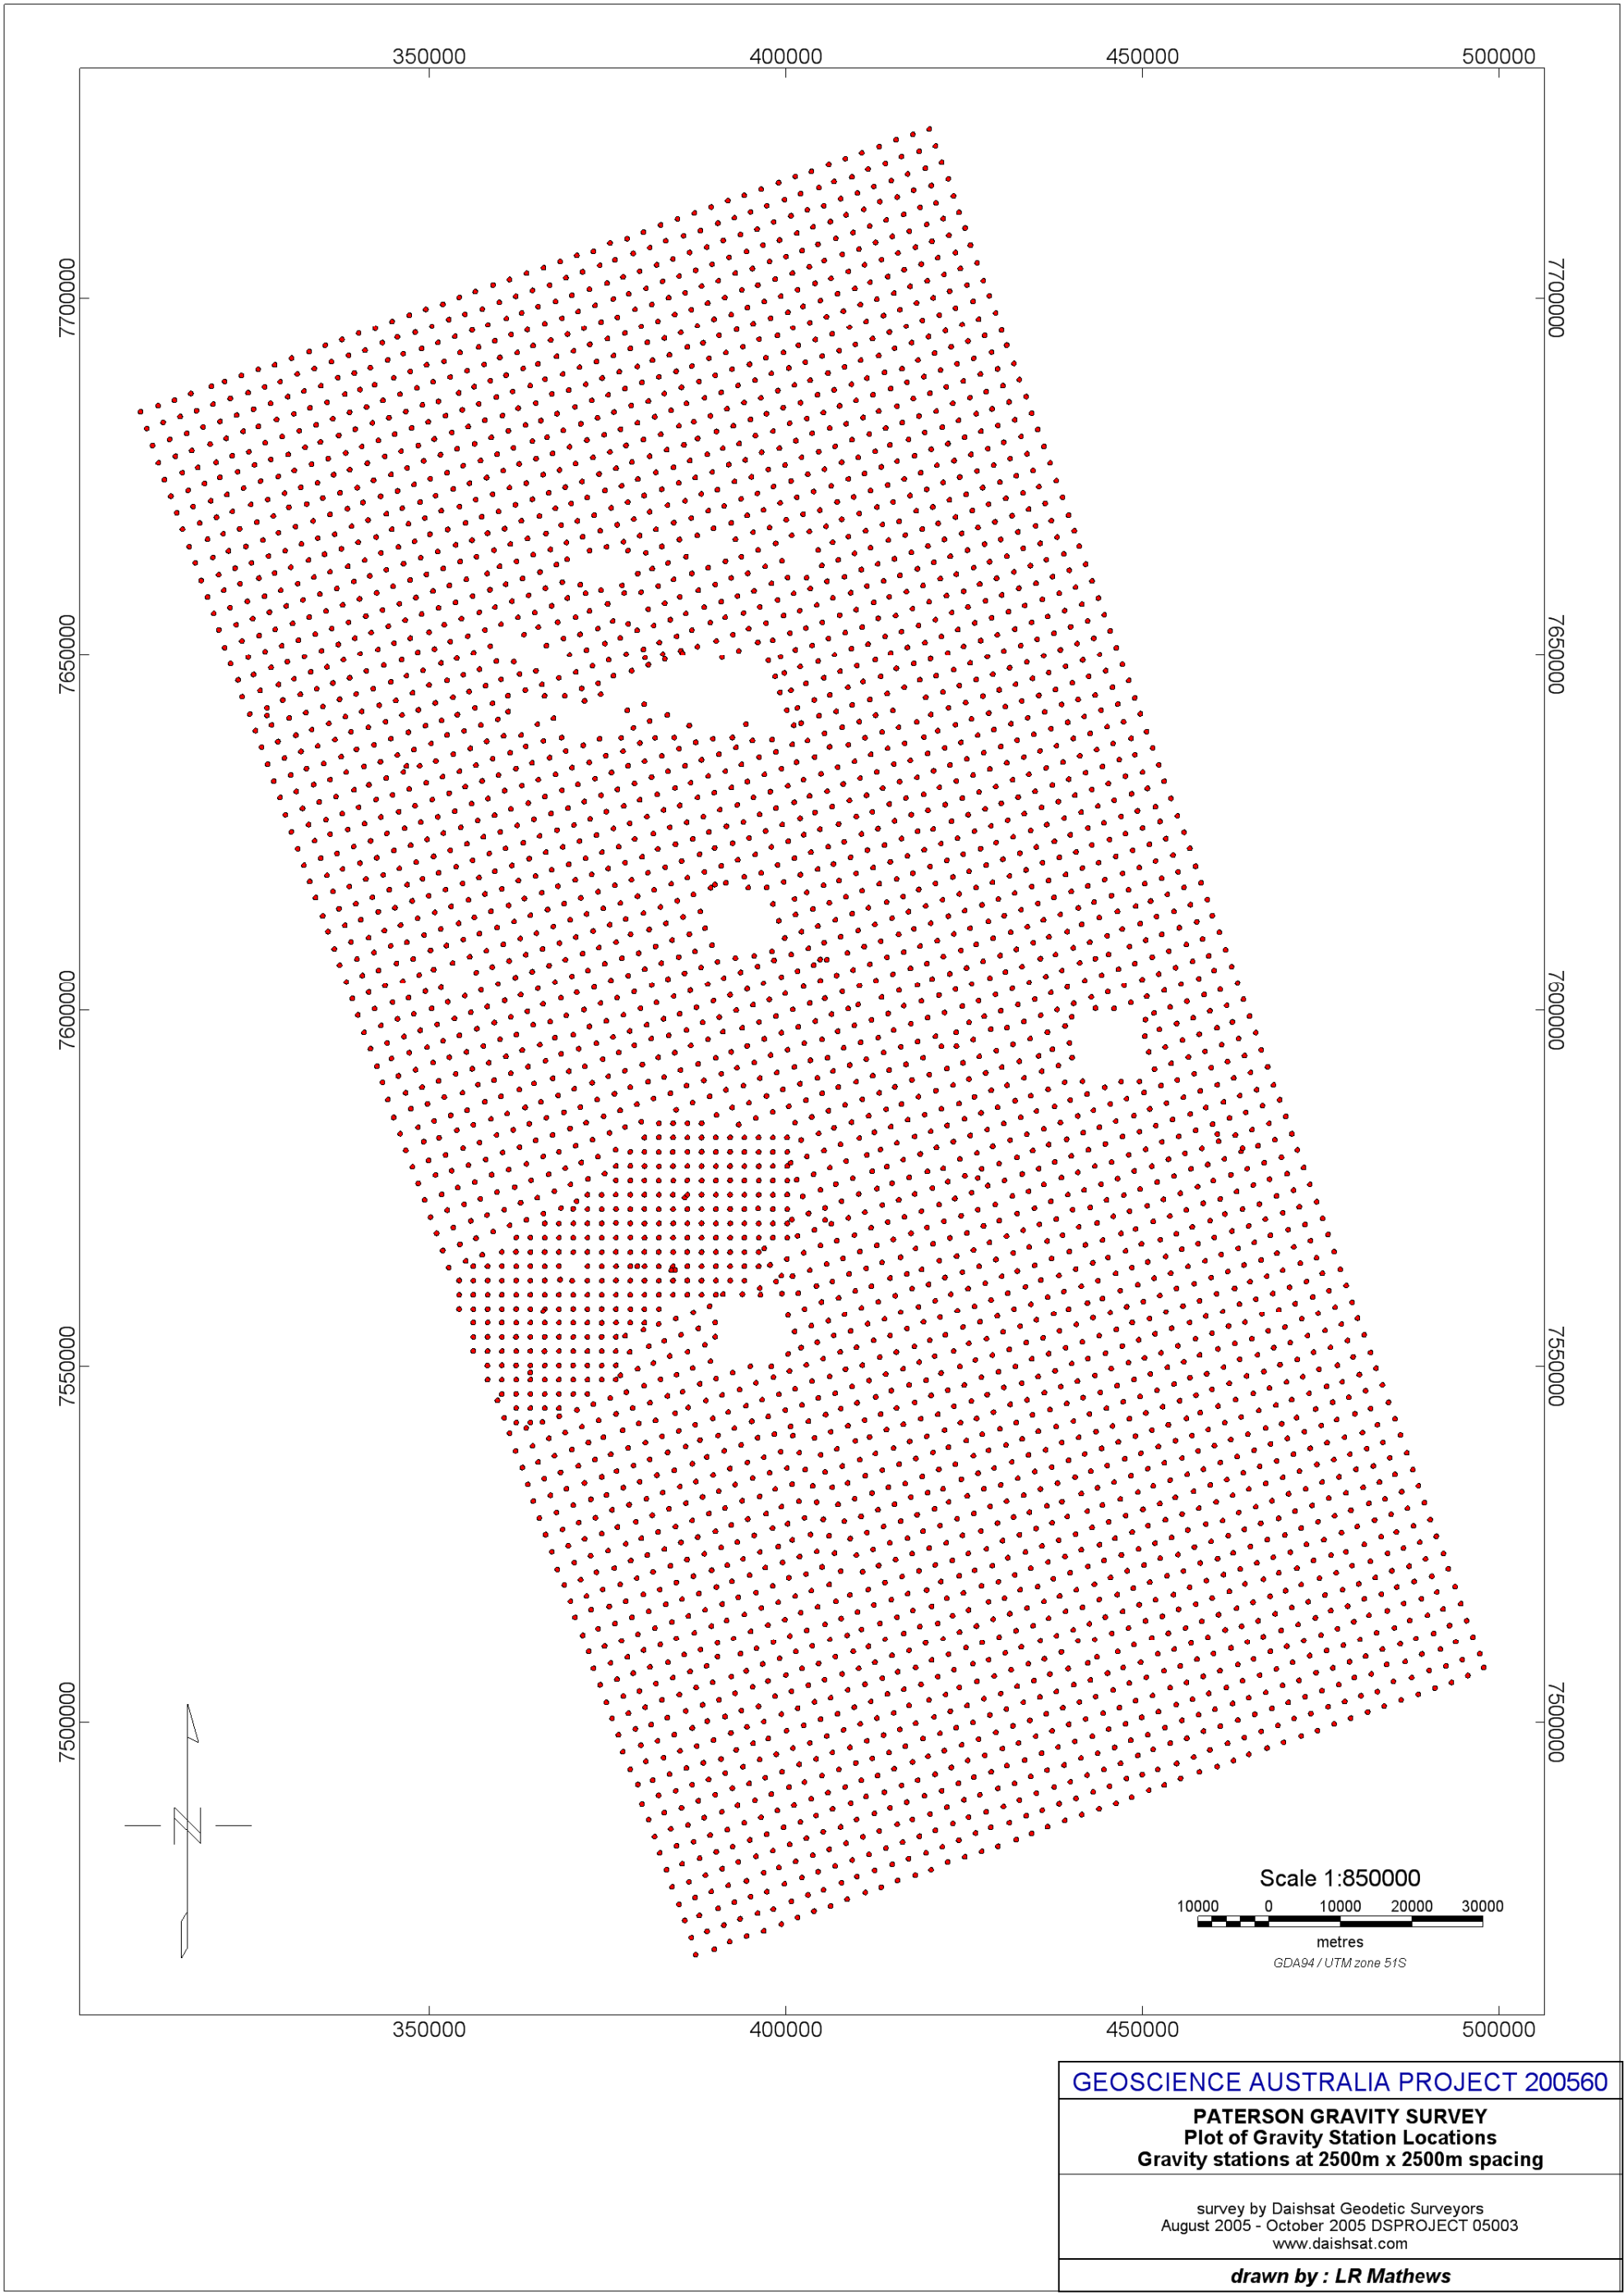 350000 400000 450000 500000
7700000 7700000
7650000 7650000
7600000 7600000
7550000 7550000
7500000 7500000
N
Scale 1:850000
10000 0 10000 20000 30000
metres
GDA94 / UTM zone 51S
350000 400000 450000 500000
GEOSCIENCE AUSTRALIA PROJECT 200560
PATERSON GRAVITY SURVEY
Plot of Gravity Station Locations
Gravity stations at 2500m x 2500m spacing
survey by Daishsat Geodetic Surveyors
August 2005 - October 2005 DSPROJECT 05003
www.daishsat.com
drawn by : LR Mathews